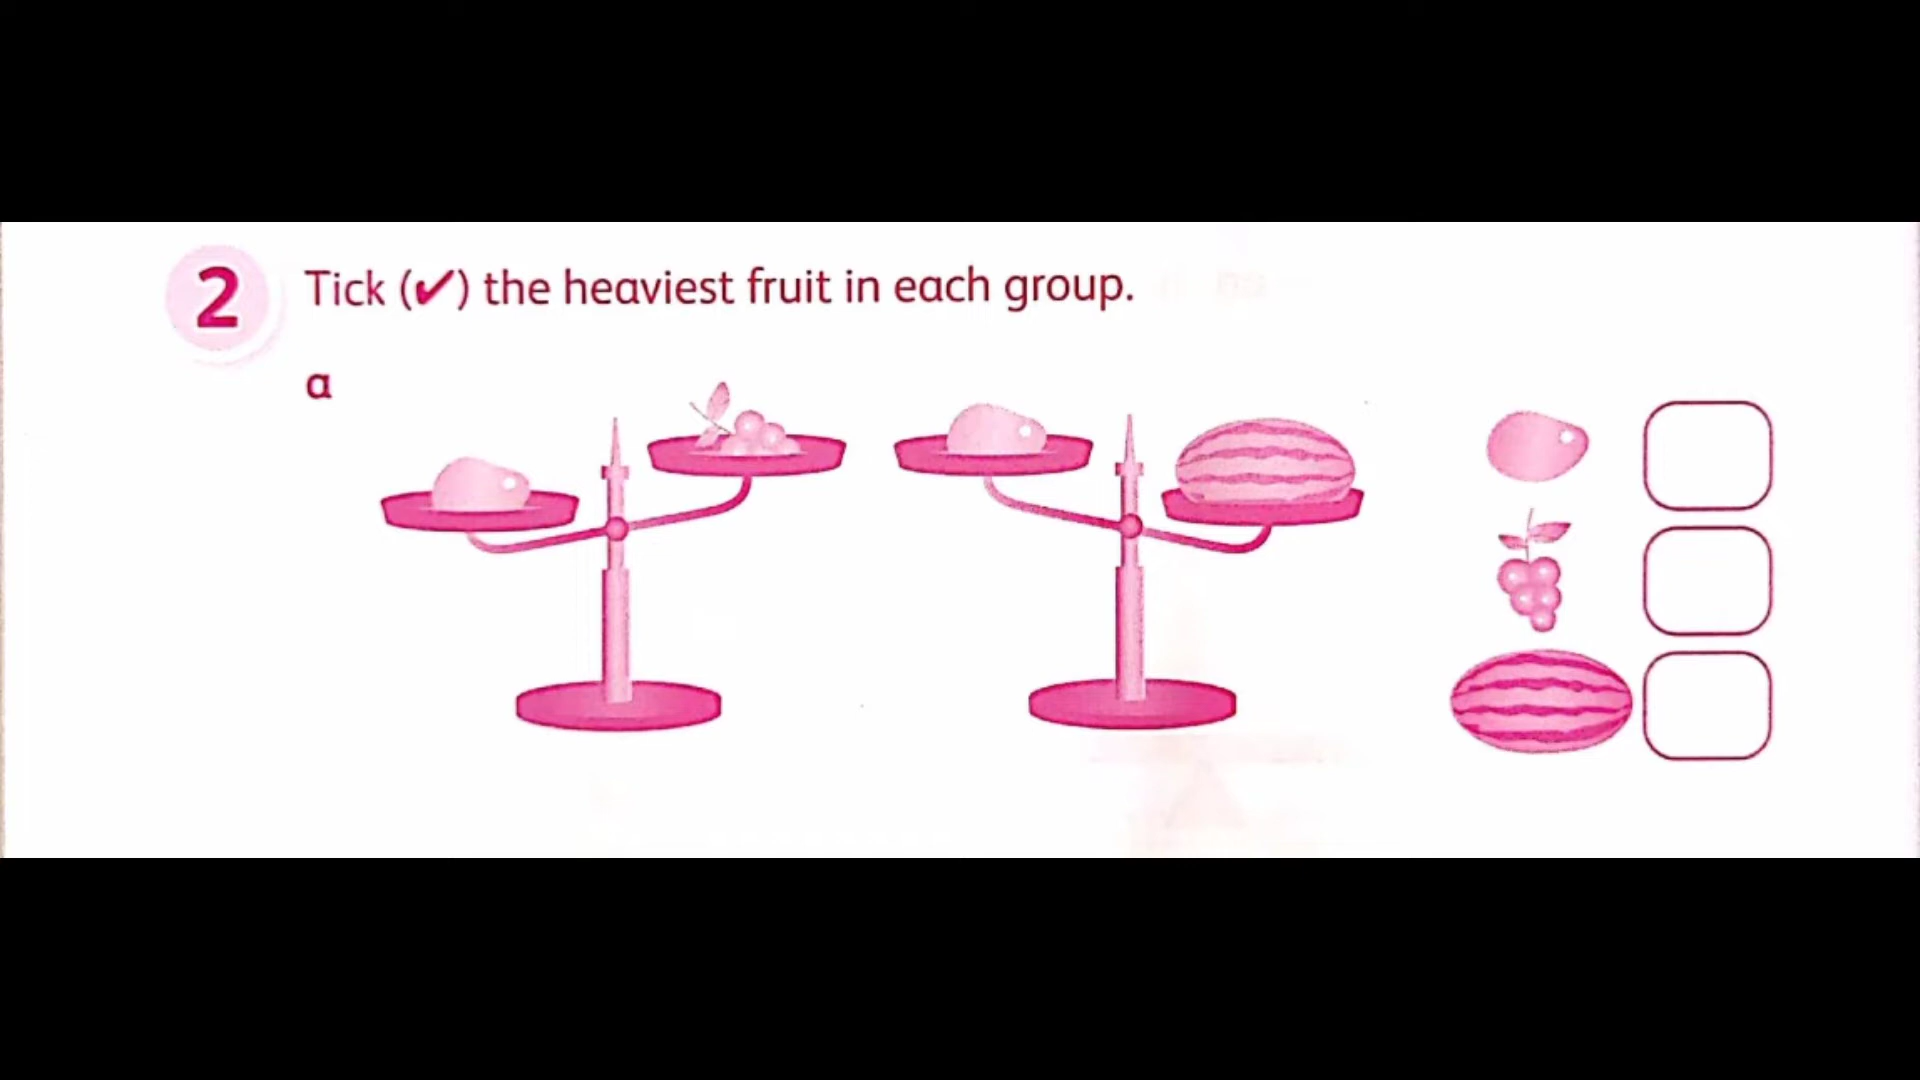 2 Tick (✔) the heaviest fruit in each group.
a